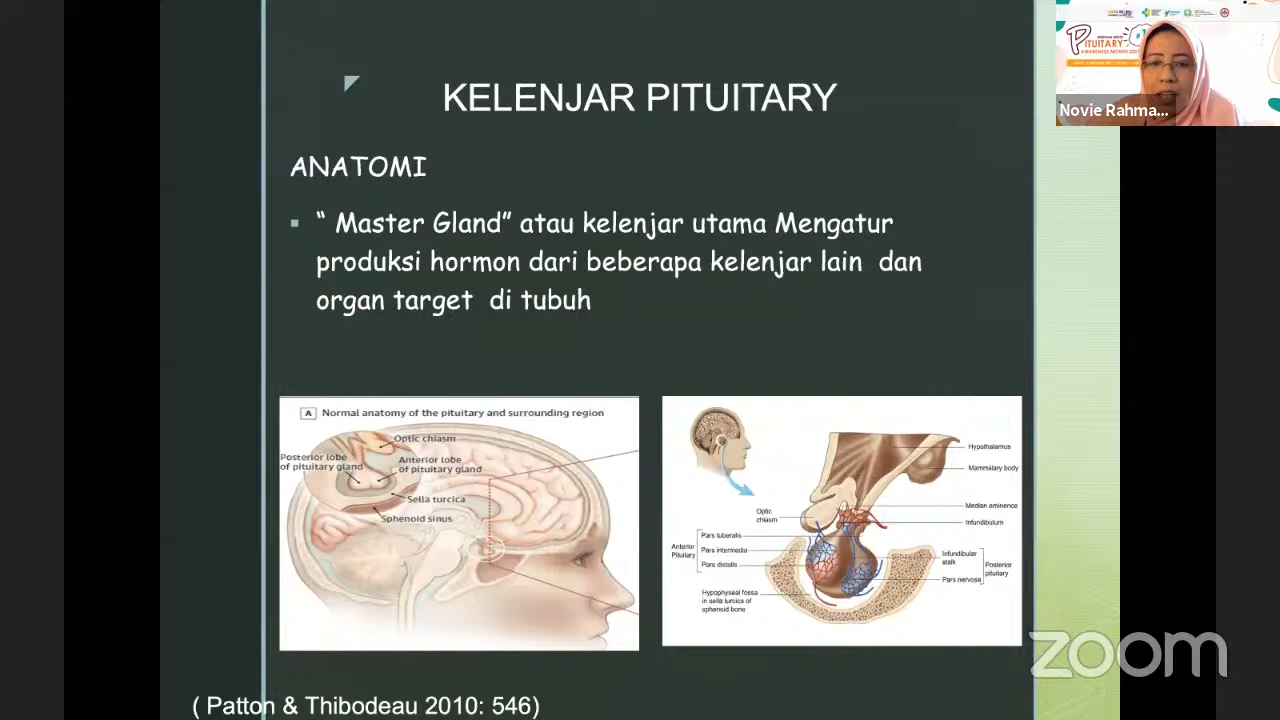 KELENJAR PITUITARY
ANATOMI
“ Master Gland” atau kelenjar utama Mengatur
produksi hormon dari beberapa kelenjar lain dan
organ target di tubuh
A Normal anatomy of the pituitary and surrounding region
Optic chiasm
Posterior lobe
of pituitary gland
Anterior lobe
of pituitary gland
Sella turcica
Sphenoid sinus
Hypothalamus
Mammillary body
Median eminence
Infundibulum
Optic
chiasm
Anterior
Pituitary
Pars tuberalis
Pars intermedia
Pars distalis
Infundibular
stalk
Pars nervosa
Posterior
pituitary
Hypophyseal fossa
in sella turcica of
sphenoid bone
( Patton & Thibodeau 2010: 546)
PITUITARY
AWARENESS MONTH
Novie Rahma...
zoom